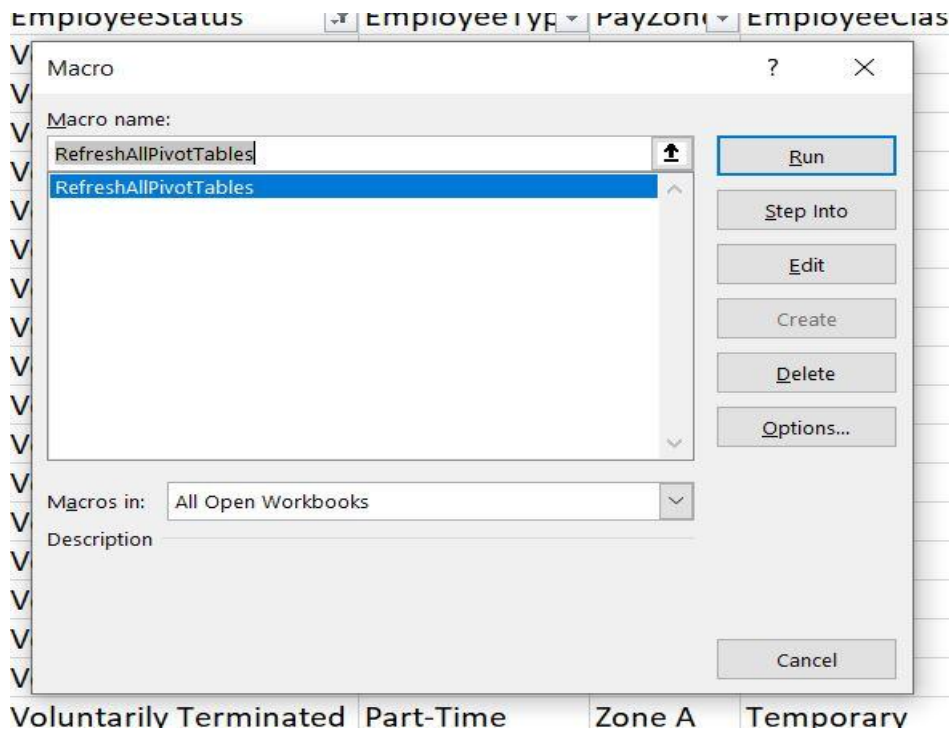 EmployeeStatus EmployeeTyp PayZone EmployeeClas
Macro ? 
Macro name:
RefreshAllPivotTables
RefreshAllPivotTables
Run
Step Into
Edit
Create
Delete
Options...
Macros in: All Open Workbooks
Description
Cancel
Voluntarily Terminated Part-Time Zone A Temporary